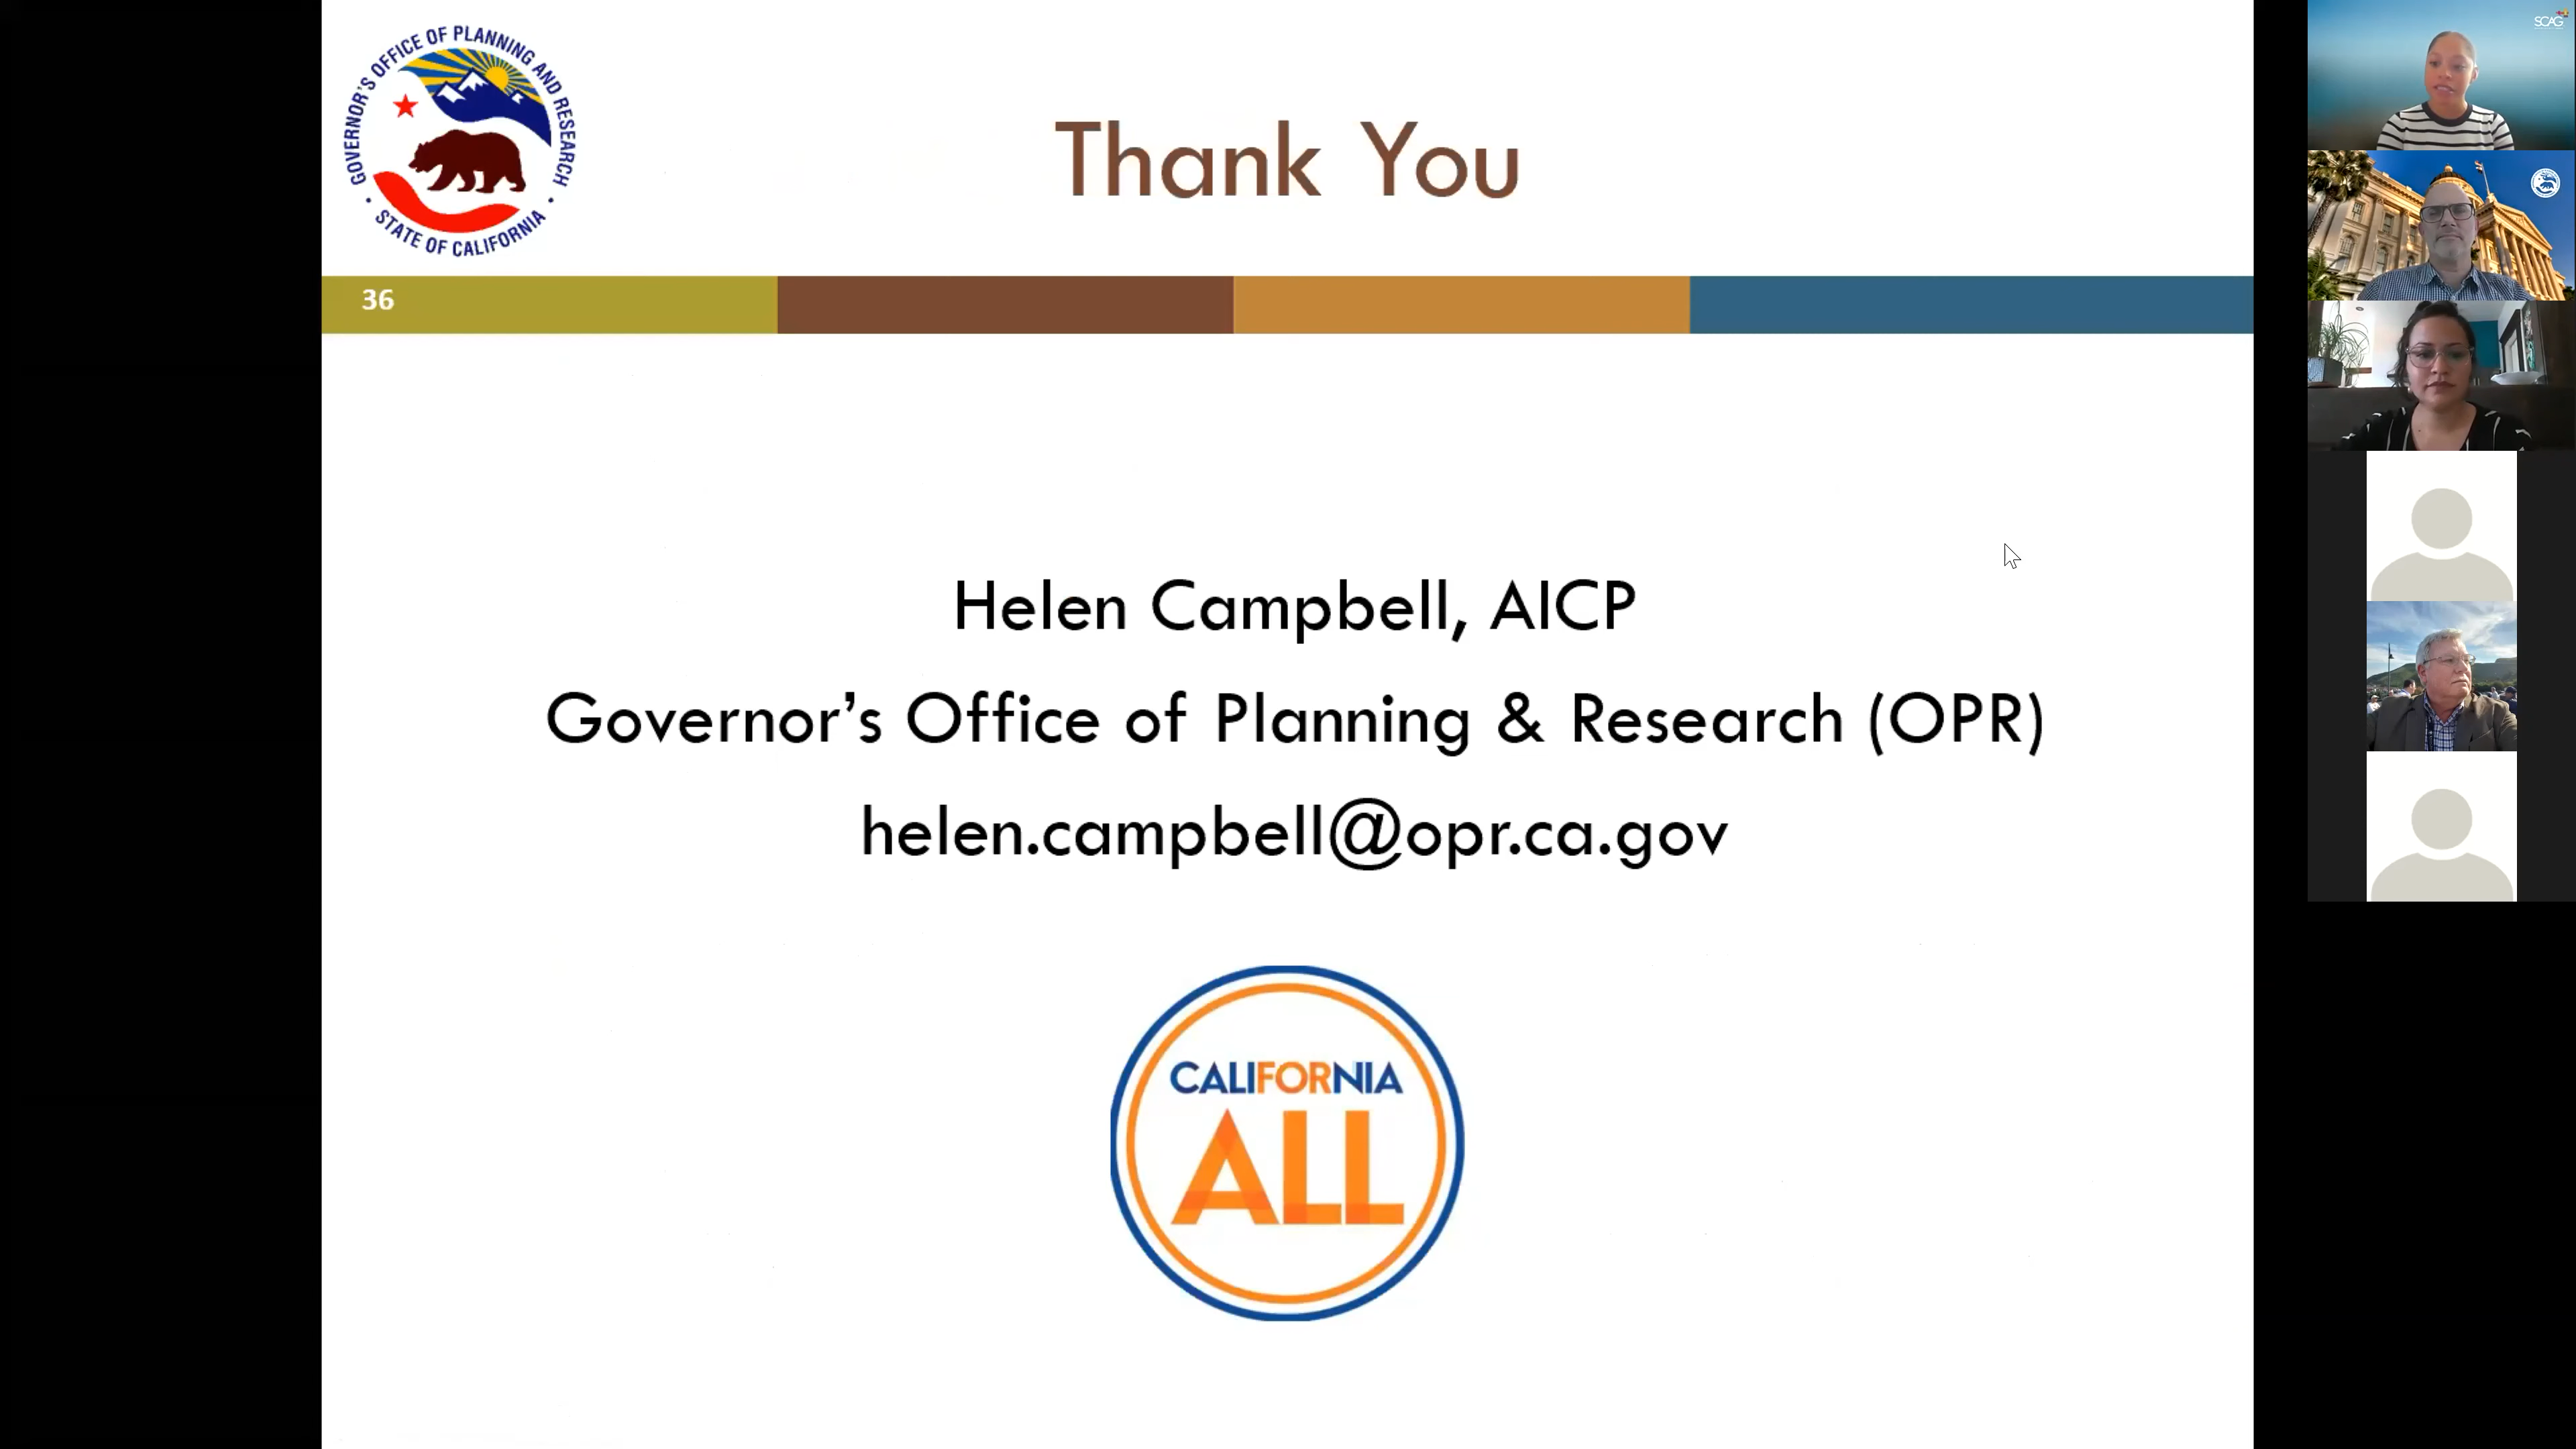 GOVERNOR'S OFFICE OF PLANNING AND RESEARCH
• STATE OF CALIFORNIA •
Thank You
36
Helen Campbell, AICP
Governor’s Office of Planning & Research (OPR)
helen.campbell@opr.ca.gov
CALIFORNIA
ALL
SCAG